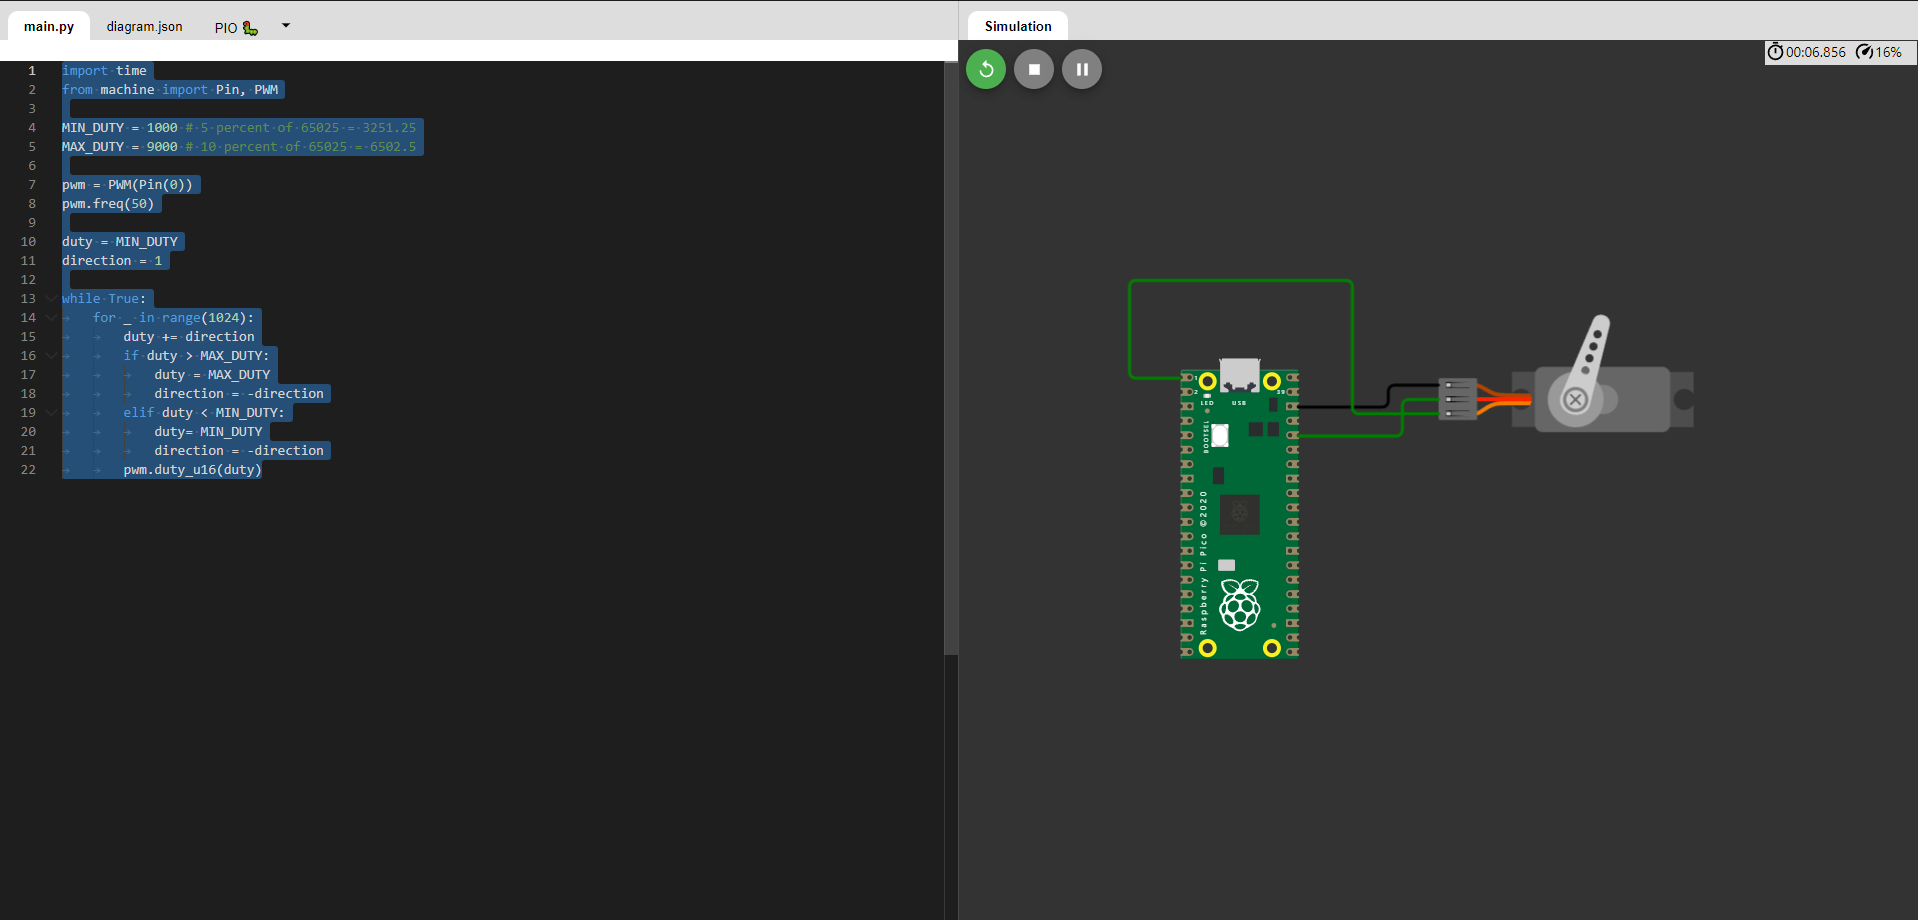 main.py diagram.json PIO
Simulation
00:06.856 16%
1 import time
2 from machine import Pin, PWM
3
4 MIN_DUTY = 1000 # 5 percent of 65025 = 3251.25
5 MAX_DUTY = 9000 # 10 percent of 65025 = 6502.5
6
7 pwm = PWM(Pin(0))
8 pwm.freq(50)
9
10 duty = MIN_DUTY
11 direction = 1
12
13 while True:
14 for _ in range(1024):
15 duty += direction
16 if duty > MAX_DUTY:
17 duty = MAX_DUTY
18 direction = -direction
19 elif duty < MIN_DUTY:
20 duty= MIN_DUTY
21 direction = -direction
22 pwm.duty_u16(duty)
1
2
39
LED USB
BOOTSEL
Raspberry Pi Pico ©2020